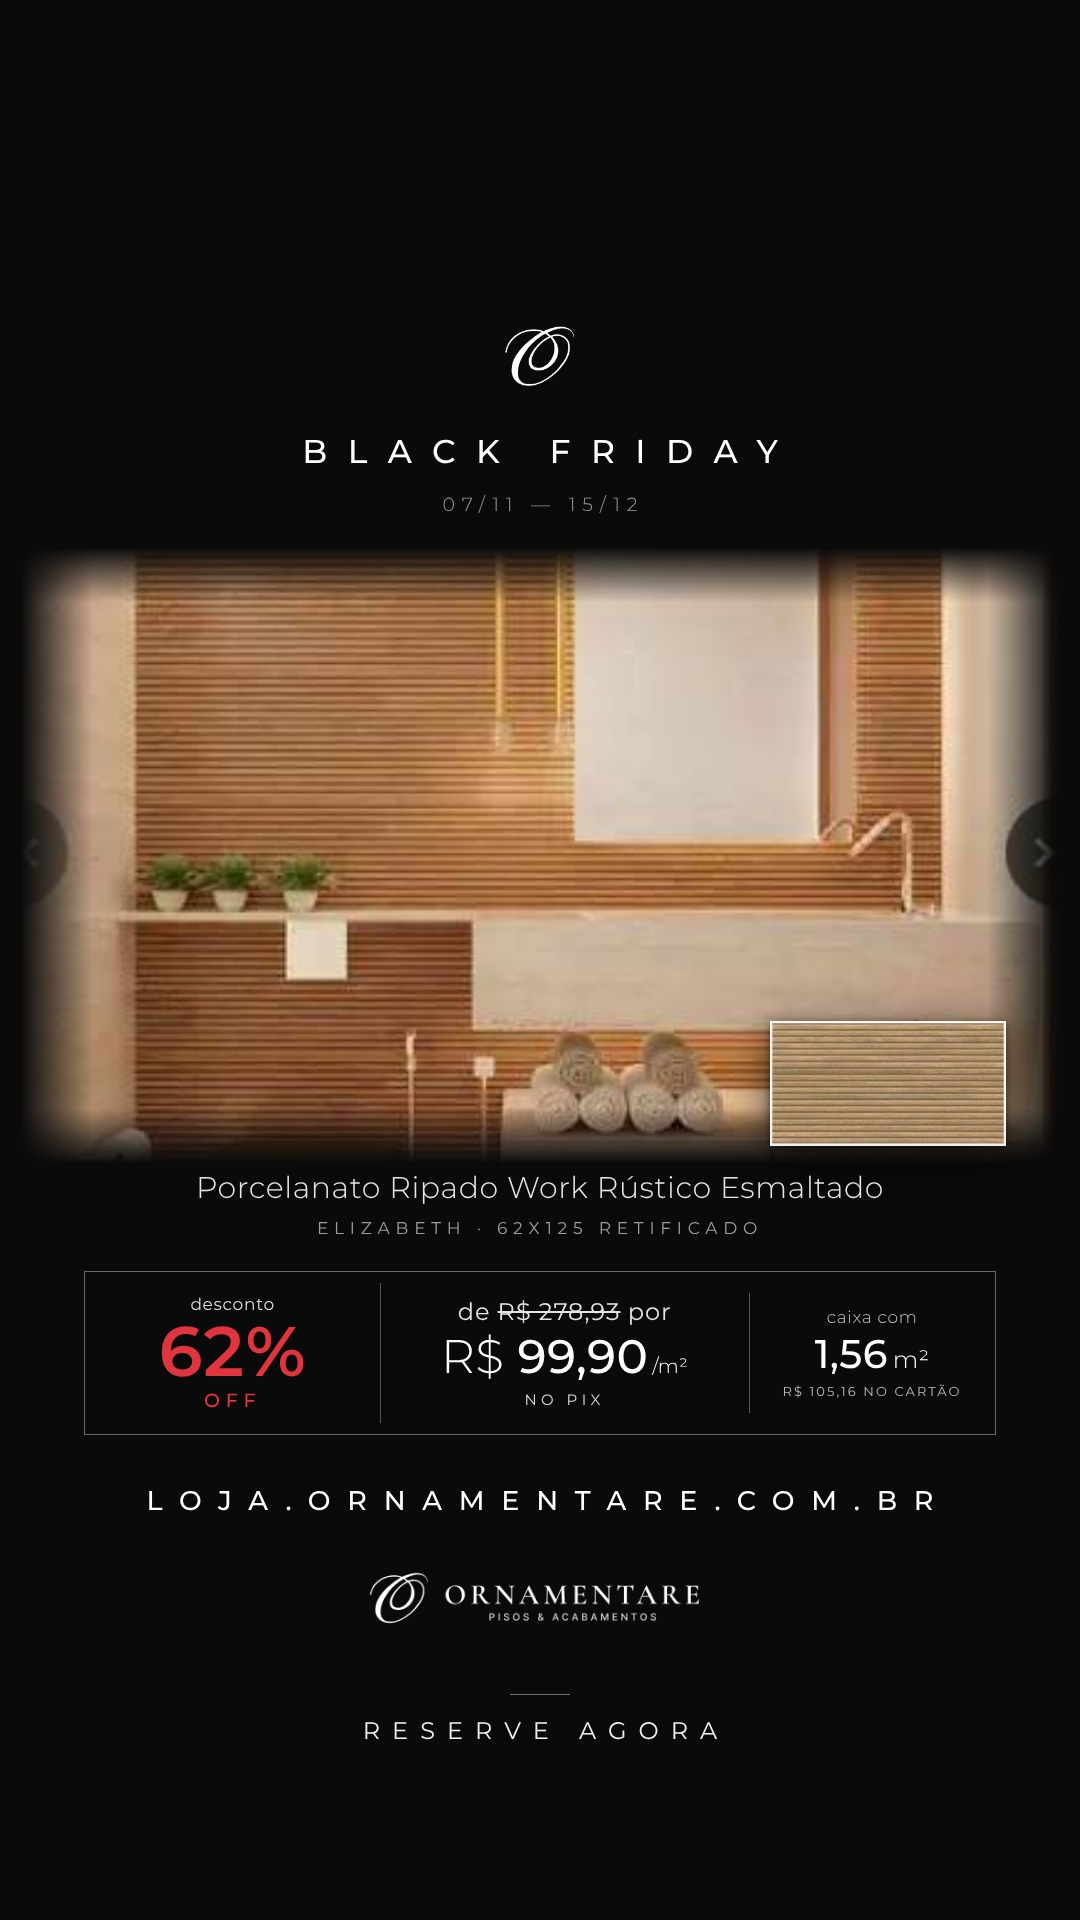 BLACK FRIDAY
07/11 — 15/12
Porcelanato Ripado Work Rústico Esmaltado
ELIZABETH · 62X125 RETIFICADO
desconto
62%
OFF
de R$ 278,93 por
R$ 99,90/m²
NO PIX
caixa com
1,56 m²
R$ 105,16 NO CARTÃO
LOJA.ORNAMENTARE.COM.BR
ORNAMENTARE
PISOS & ACABAMENTOS
RESERVE AGORA